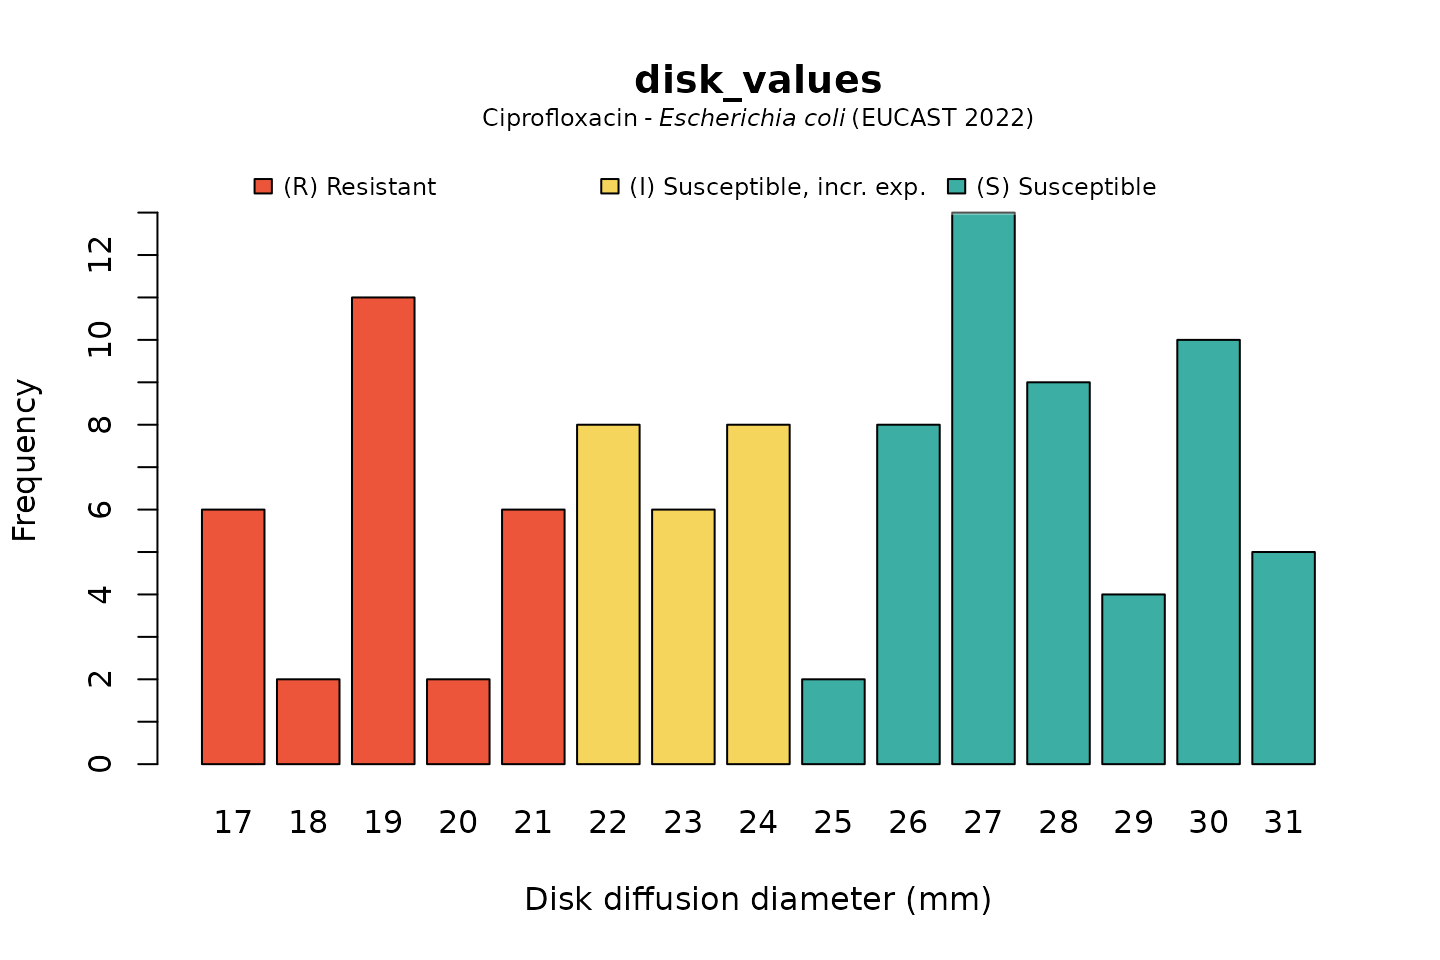 disk_values
Ciprofloxacin - Escherichia coli (EUCAST 2022)
(R) Resistant (I) Susceptible, incr. exp. (S) Susceptible
Frequency
12
10
8
6
4
2
0
17 18 19 20 21 22 23 24 25 26 27 28 29 30 31
Disk diffusion diameter (mm)